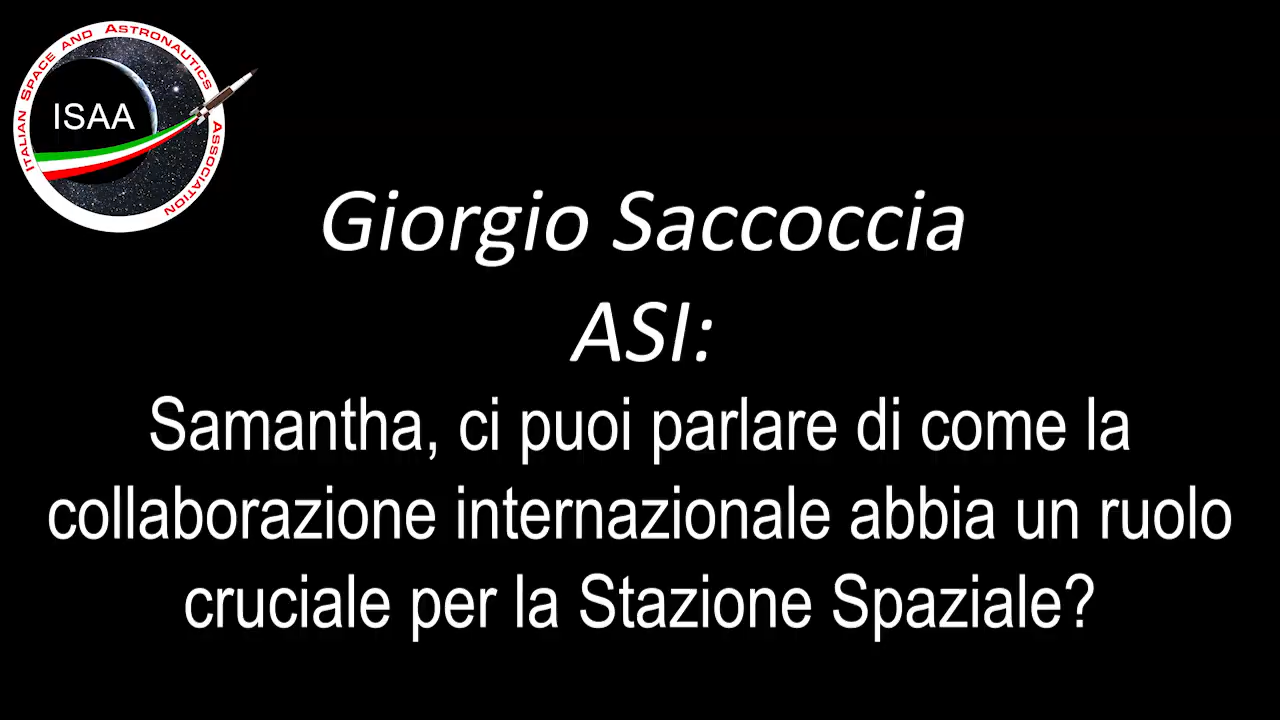 ITALIAN SPACE AND ASTRONAUTICS ASSOCIATION
ISAA
Giorgio Saccoccia
ASI:
Samantha, ci puoi parlare di come la
collaborazione internazionale abbia un ruolo
cruciale per la Stazione Spaziale?